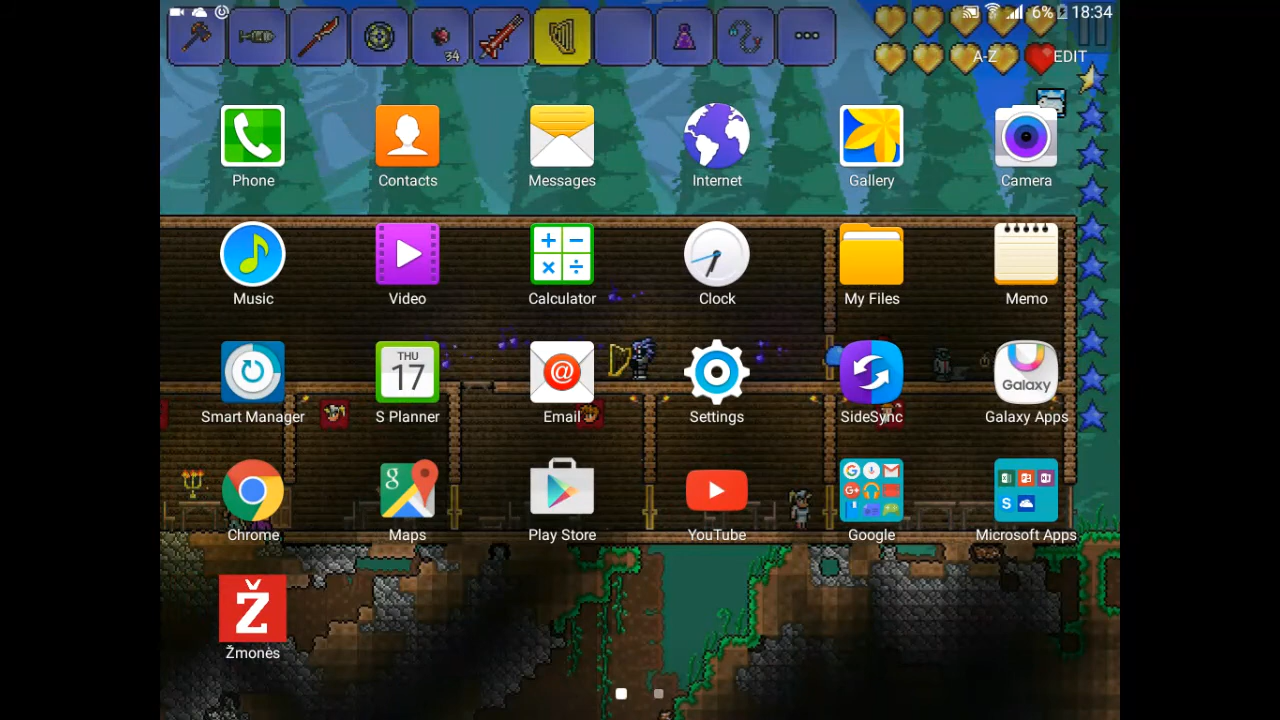 6% 18:34
34
A-Z EDIT
Phone Contacts Messages Internet Gallery Camera
Music Video Calculator Clock My Files Memo
THU
17
@
Galaxy
Smart Manager S Planner Email Settings SideSync Galaxy Apps
g
G
G+
S
Chrome Maps Play Store YouTube Google Microsoft Apps
Ž
Žmonės